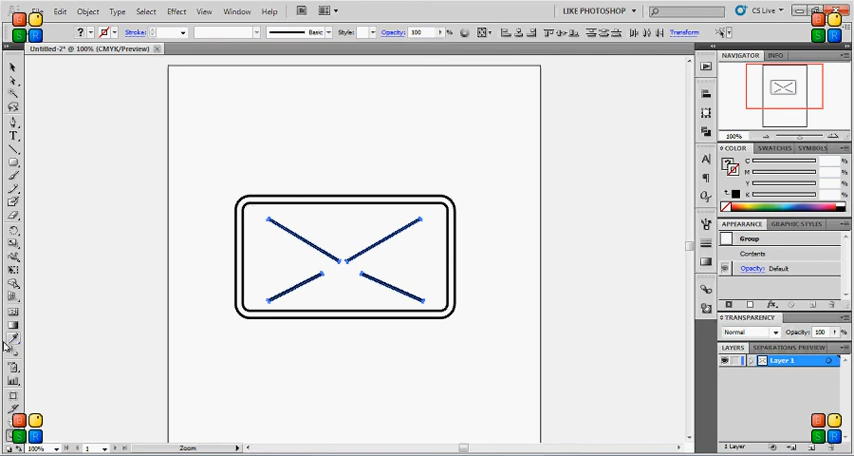 File Edit Object Type Select Effect View Window Help Br LIKE PHOTOSHOP CS Live
? Stroke: Basic Style: Opacity: 100 Transform
Untitled-2* @ 100% (CMYK/Preview)
NAVIGATOR INFO
100%
COLOR SWATCHES SYMBOLS
C
M
Y
K
APPEARANCE GRAPHIC STYLES
Group
Contents
Opacity: Default
TRANSPARENCY
Normal Opacity: 100
LAYERS SEPARATIONS PREVIEW
Layer 1
1 Layer
B
S R
B
S R
B
S R
B
S R
100% 1 Zoom